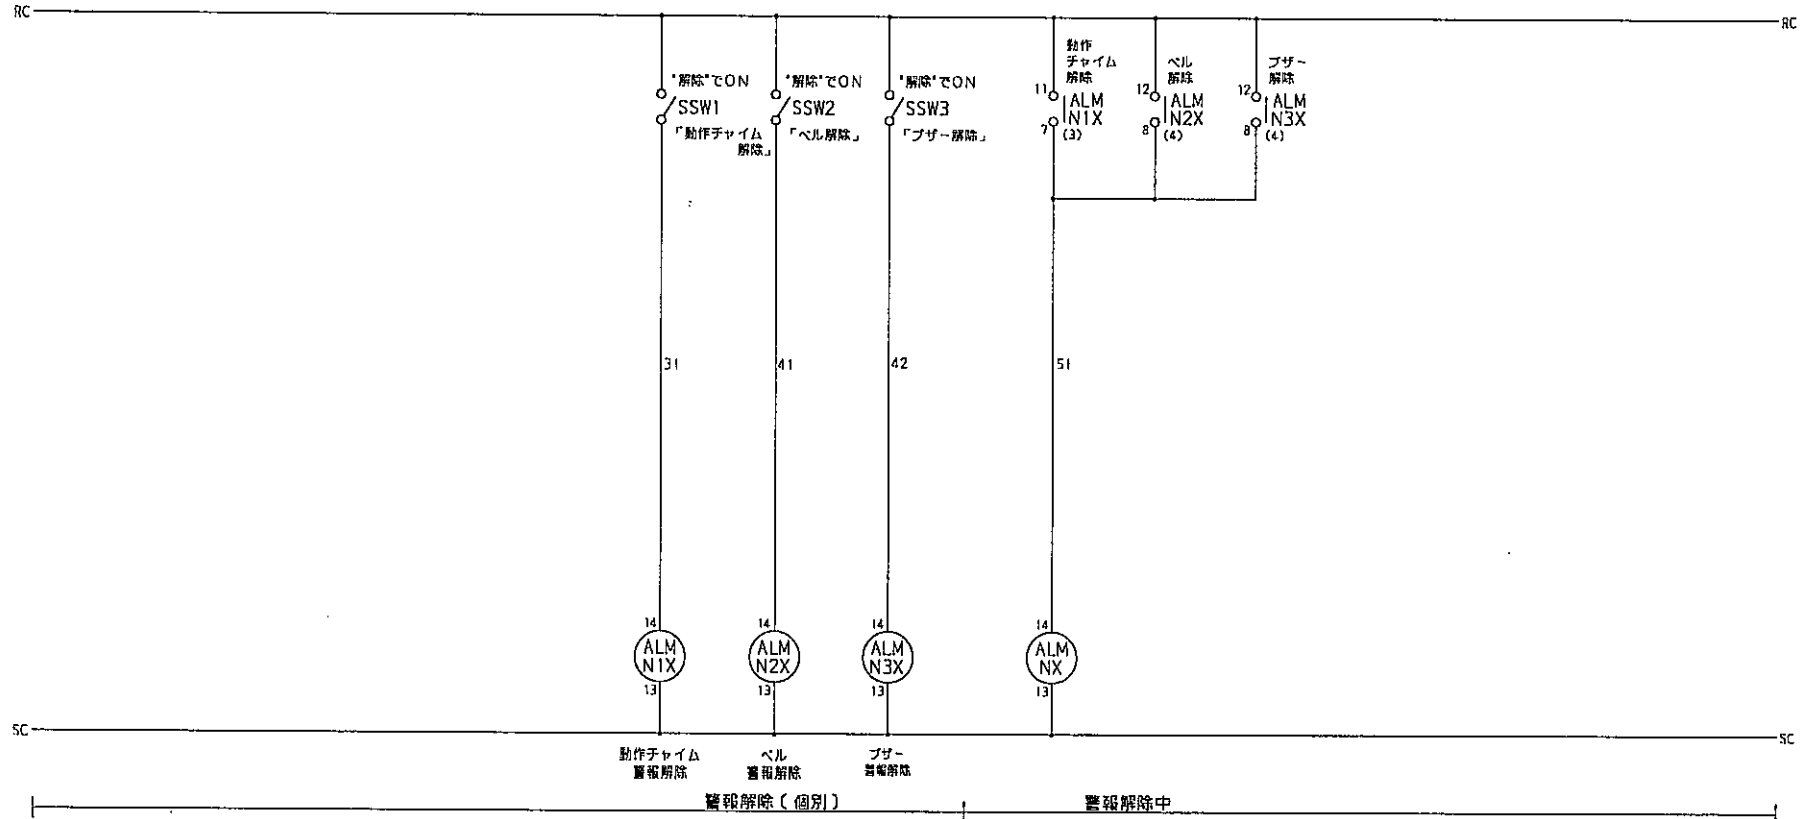 RC
RC
"解除"でON
SSW1
「動作チャイム
解除」
"解除"でON
SSW2
「ベル解除」
"解除"でON
SSW3
「ブザー解除」
動作
チャイム
解除
11
ALM
N1X
7
(3)
ベル
解除
12
ALM
N2X
8
(4)
ブザー
解除
12
ALM
N3X
8
(4)
31
41
42
51
14
ALM
N1X
13
14
ALM
N2X
13
14
ALM
N3X
13
14
ALM
NX
13
SC
SC
動作チャイム
警報解除
ベル
警報解除
ブザー
警報解除
警報解除〔個別〕
警報解除中